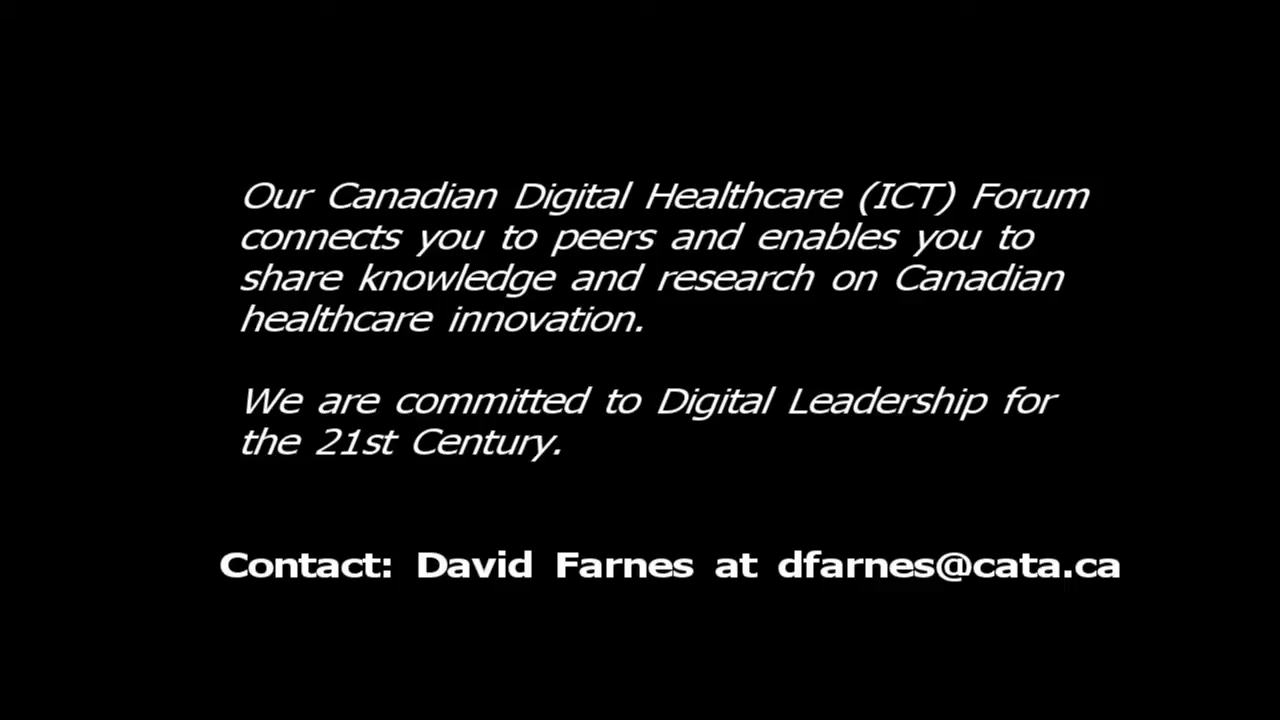 Our Canadian Digital Healthcare (ICT) Forum
connects you to peers and enables you to
share knowledge and research on Canadian
healthcare innovation.
We are committed to Digital Leadership for
the 21st Century.
Contact: David Farnes at dfarnes@cata.ca